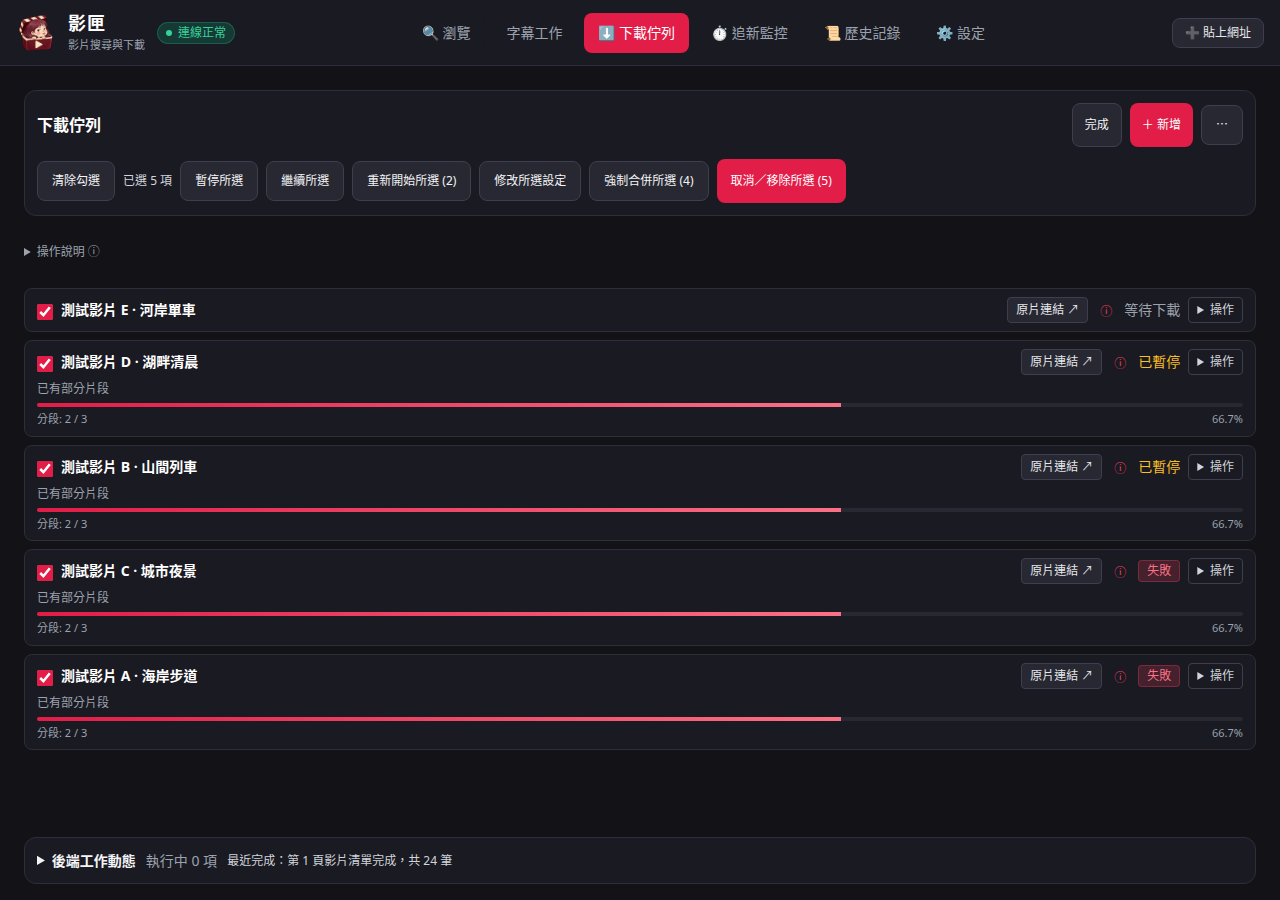 影匣
影片搜尋與下載
連線正常
瀏覽
字幕工作
下載佇列
追新監控
歷史記錄
設定
貼上網址
下載佇列
完成
＋ 新增
⋯
清除勾選
已選 5 項
暫停所選
繼續所選
重新開始所選 (2)
修改所選設定
強制合併所選 (4)
取消／移除所選 (5)
操作說明 ⓘ
測試影片 E · 河岸單車
原片連結 ↗
ⓘ
等待下載
操作
測試影片 D · 湖畔清晨
原片連結 ↗
ⓘ
已暫停
操作
已有部分片段
分段: 2 / 3
66.7%
測試影片 B · 山間列車
原片連結 ↗
ⓘ
已暫停
操作
已有部分片段
分段: 2 / 3
66.7%
測試影片 C · 城市夜景
原片連結 ↗
ⓘ
失敗
操作
已有部分片段
分段: 2 / 3
66.7%
測試影片 A · 海岸步道
原片連結 ↗
ⓘ
失敗
操作
已有部分片段
分段: 2 / 3
66.7%
後端工作動態 執行中 0 項 最近完成：第 1 頁影片清單完成，共 24 筆